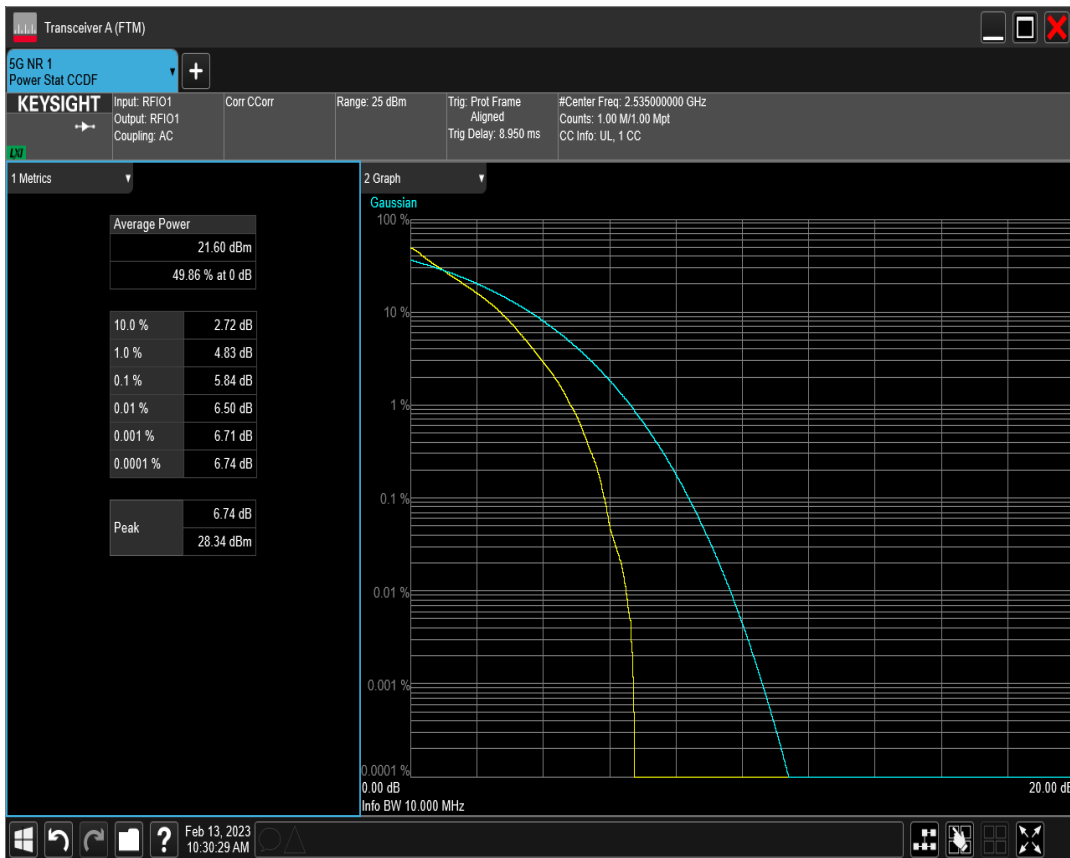 Transceiver A (FTM)
5G NR 1
Power Stat CCDF
+
KEYSIGHT
LXI
Input: RFIO1
Output: RFIO1
Coupling: AC
Corr CCorr
Range: 25 dBm
Trig: Prot Frame
Aligned
Trig Delay: 8.950 ms
#Center Freq: 2.535000000 GHz
Counts: 1.00 M/1.00 Mpt
CC Info: UL, 1 CC
1 Metrics
Average Power
21.60 dBm
49.86 % at 0 dB
10.0 % 2.72 dB
1.0 % 4.83 dB
0.1 % 5.84 dB
0.01 % 6.50 dB
0.001 % 6.71 dB
0.0001 % 6.74 dB
Peak
6.74 dB
28.34 dBm
2 Graph
Gaussian
100 %
10 %
1 %
0.1 %
0.01 %
0.001 %
0.0001 %
0.00 dB 20.00 dB
Info BW 10.000 MHz
?
Feb 13, 2023
10:30:29 AM